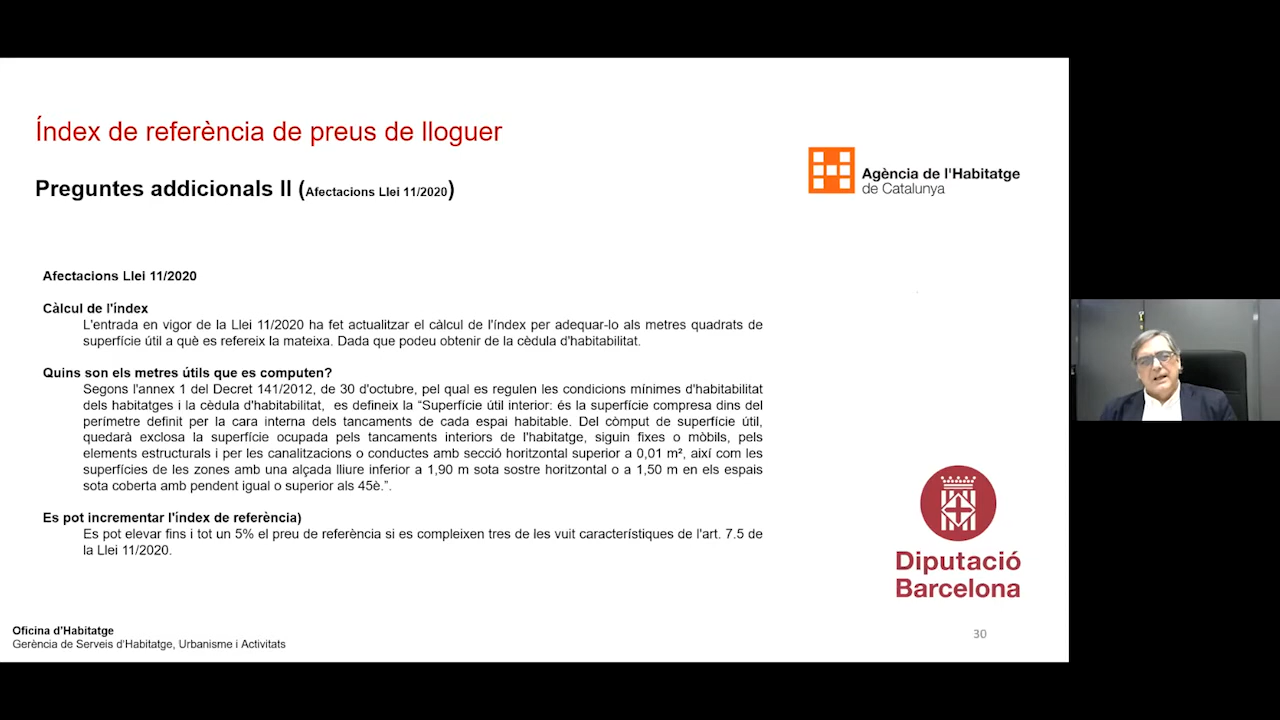 Índex de referència de preus de lloguer
Preguntes addicionals II (Afectacions Llei 11/2020)
Agència de l'Habitatge
de Catalunya
Afectacions Llei 11/2020
Càlcul de l'índex
L'entrada en vigor de la Llei 11/2020 ha fet actualitzar el càlcul de l'índex per adequar-lo als metres quadrats de
superfície útil a què es refereix la mateixa. Dada que podeu obtenir de la cèdula d'habitabilitat.
Quins son els metres útils que es computen?
Segons l'annex 1 del Decret 141/2012, de 30 d'octubre, pel qual es regulen les condicions mínimes d'habitabilitat
dels habitatges i la cèdula d'habitabilitat, es defineix la “Superfície útil interior: és la superfície compresa dins del
perímetre definit per la cara interna dels tancaments de cada espai habitable. Del còmput de superfície útil,
quedarà exclosa la superfície ocupada pels tancaments interiors de l'habitatge, siguin fixes o mòbils, pels
elements estructurals i per les canalitzacions o conductes amb secció horitzontal superior a 0,01 m², així com les
superfícies de les zones amb una alçada lliure inferior a 1,90 m sota sostre horitzontal o a 1,50 m en els espais
sota coberta amb pendent igual o superior als 45è.”.
Es pot incrementar l'índex de referència)
Es pot elevar fins i tot un 5% el preu de referència si es compleixen tres de les vuit característiques de l'art. 7.5 de
la Llei 11/2020.
Diputació
Barcelona
Oficina d'Habitatge
Gerència de Serveis d'Habitatge, Urbanisme i Activitats
30